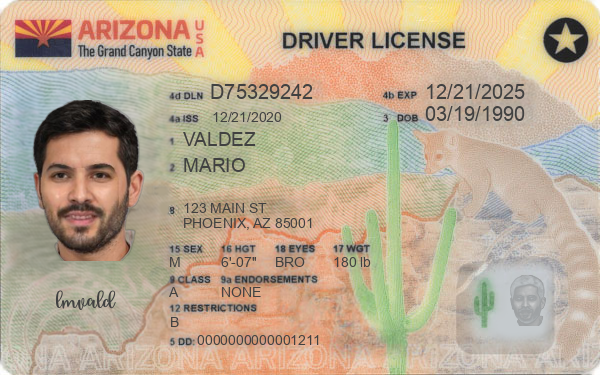 ARIZONA USA
The Grand Canyon State
DRIVER LICENSE
4d DLN D75329242 4b EXP 12/21/2025
4a ISS 12/21/2020 3 DOB 03/19/1990
1 VALDEZ
2 MARIO
8 123 MAIN ST
PHOENIX, AZ 85001
15 SEX 16 HGT 18 EYES 17 WGT
M 6'-07" BRO 180 lb
9 CLASS 9a ENDORSEMENTS
A NONE
12 RESTRICTIONS
B
5 DD: 0000000000001211
lmvald
ARIZONA ARIZONA ARIZONA